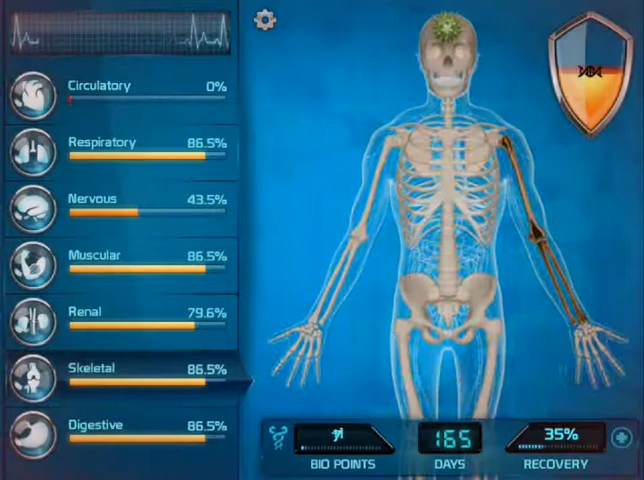 Circulatory 0%
Respiratory 86.5%
Nervous 43.5%
Muscular 86.5%
Renal 79.6%
Skeletal 86.5%
Digestive 86.5%
165 35%
BIO POINTS DAYS RECOVERY